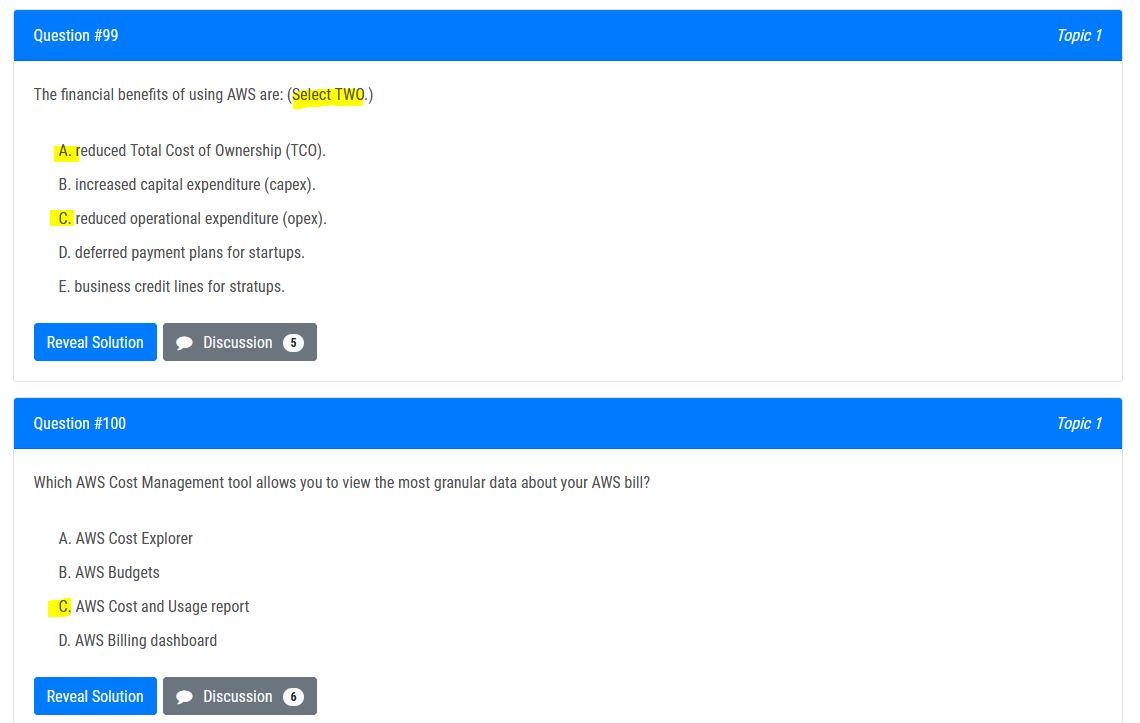 Question #99
Topic 1
The financial benefits of using AWS are: (Select TWO.)
A. reduced Total Cost of Ownership (TCO).
B. increased capital expenditure (capex).
C. reduced operational expenditure (opex).
D. deferred payment plans for startups.
E. business credit lines for stratups.
Reveal Solution
Discussion 5
Question #100
Topic 1
Which AWS Cost Management tool allows you to view the most granular data about your AWS bill?
A. AWS Cost Explorer
B. AWS Budgets
C. AWS Cost and Usage report
D. AWS Billing dashboard
Reveal Solution
Discussion 6